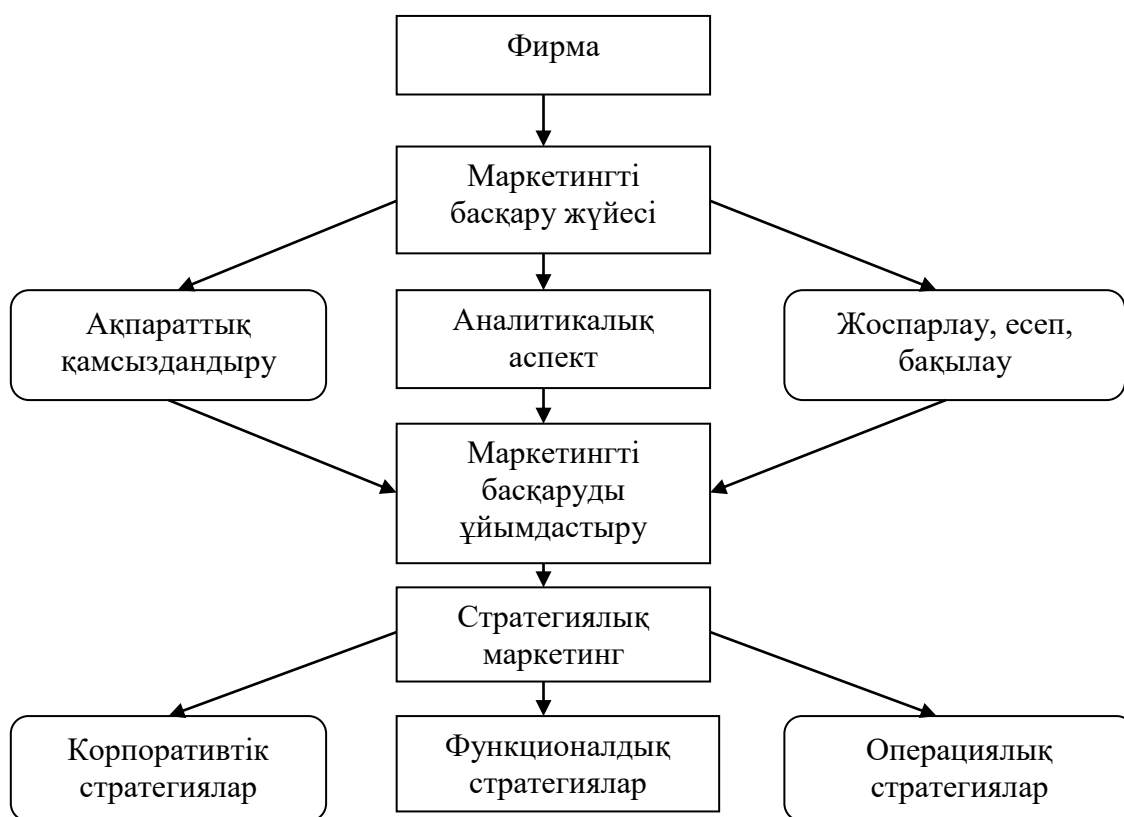 Фирма
Маркетингті
басқару жүйесі
Ақпараттық
қамсыздандыру
Аналитикалық
аспект
Жоспарлау, есеп,
бақылау
Маркетингті
басқаруды
ұйымдастыру
Стратегиялық
маркетинг
Корпоративтік
стратегиялар
Функционалдық
стратегиялар
Операциялық
стратегиялар